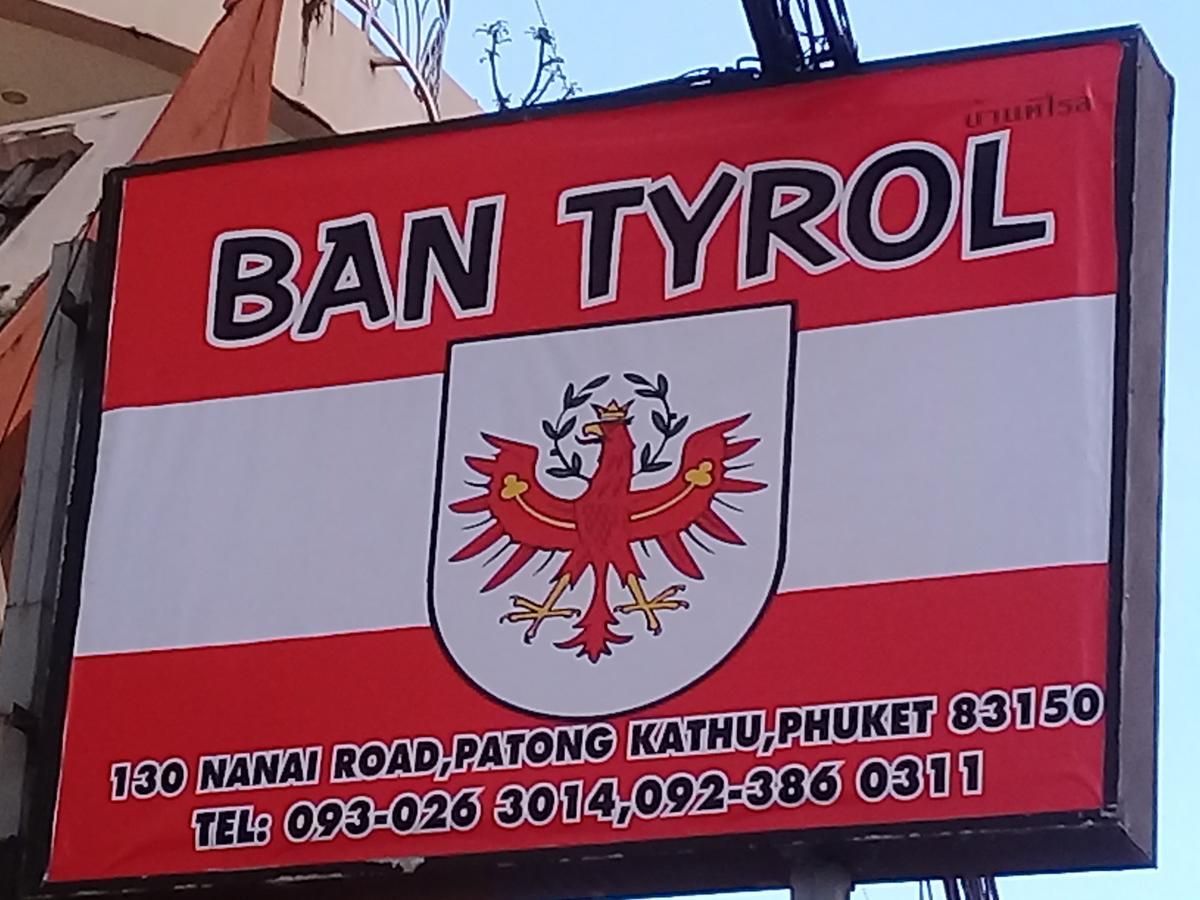 บ้านทิโรล
BAN TYROL
130 NANAI ROAD,PATONG KATHU,PHUKET 83150
TEL: 093-026 3014,092-386 0311